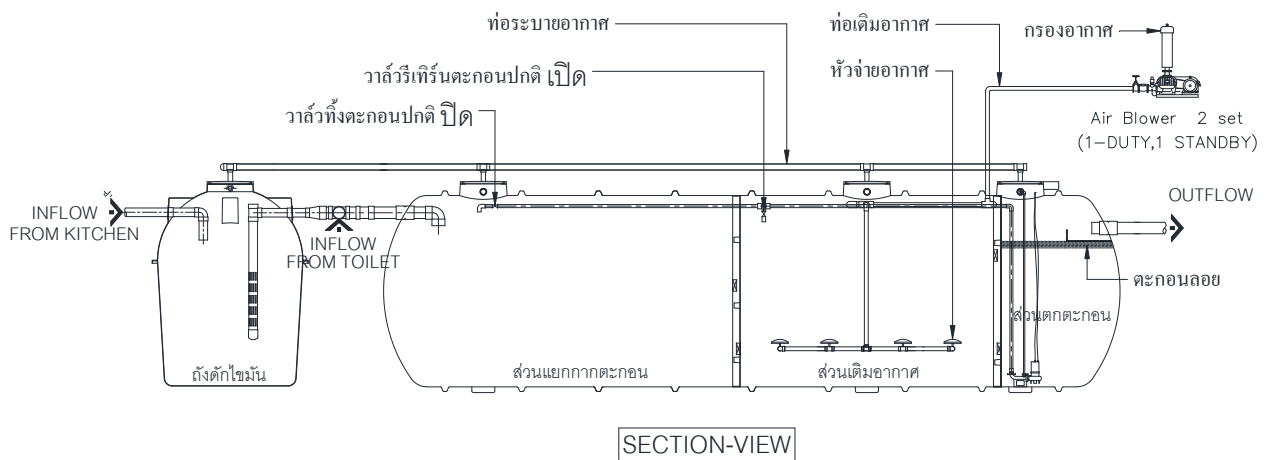 ท่อระบายอากาศ
ท่อเติมอากาศ
กรองอากาศ
วาล์วรีเทิร์นตะกอนปกติ เปิด
หัวจ่ายอากาศ
วาล์วทิ้งตะกอนปกติ ปิด
Air Blower 2 set
(1-DUTY,1 STANDBY)
INFLOW
FROM KITCHEN
INFLOW
FROM TOILET
OUTFLOW
ตะกอนลอย
ส่วนตกตะกอน
ถังดักไขมัน
ส่วนแยกกากตะกอน
ส่วนเติมอากาศ
SECTION-VIEW